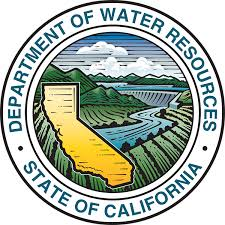 DEPARTMENT OF WATER RESOURCES
STATE OF CALIFORNIA